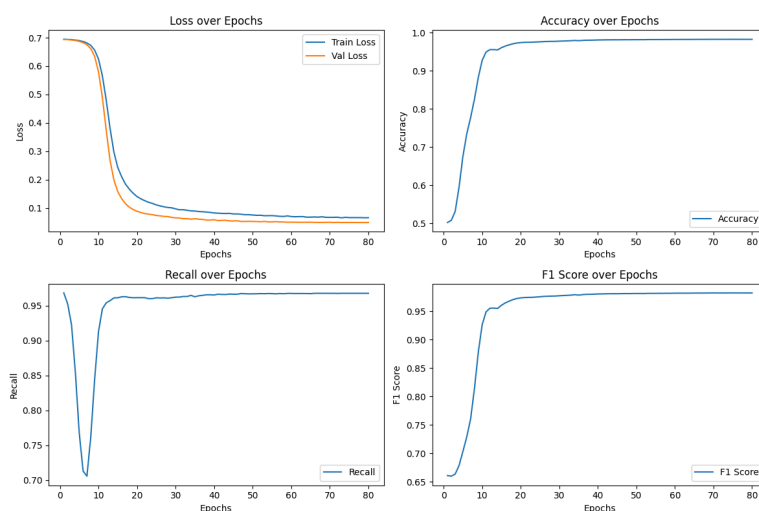 Loss over Epochs
Loss
0.7
0.6
0.5
0.4
0.3
0.2
0.1
Train Loss
Val Loss
0 10 20 30 40 50 60 70 80
Epochs
Accuracy over Epochs
Accuracy
1.0
0.9
0.8
0.7
0.6
0.5
Accuracy
0 10 20 30 40 50 60 70 80
Epochs
Recall over Epochs
Recall
0.95
0.90
0.85
0.80
0.75
0.70
Recall
0 10 20 30 40 50 60 70 80
Epochs
F1 Score over Epochs
F1 Score
0.95
0.90
0.85
0.80
0.75
0.70
0.65
F1 Score
0 10 20 30 40 50 60 70 80
Epochs